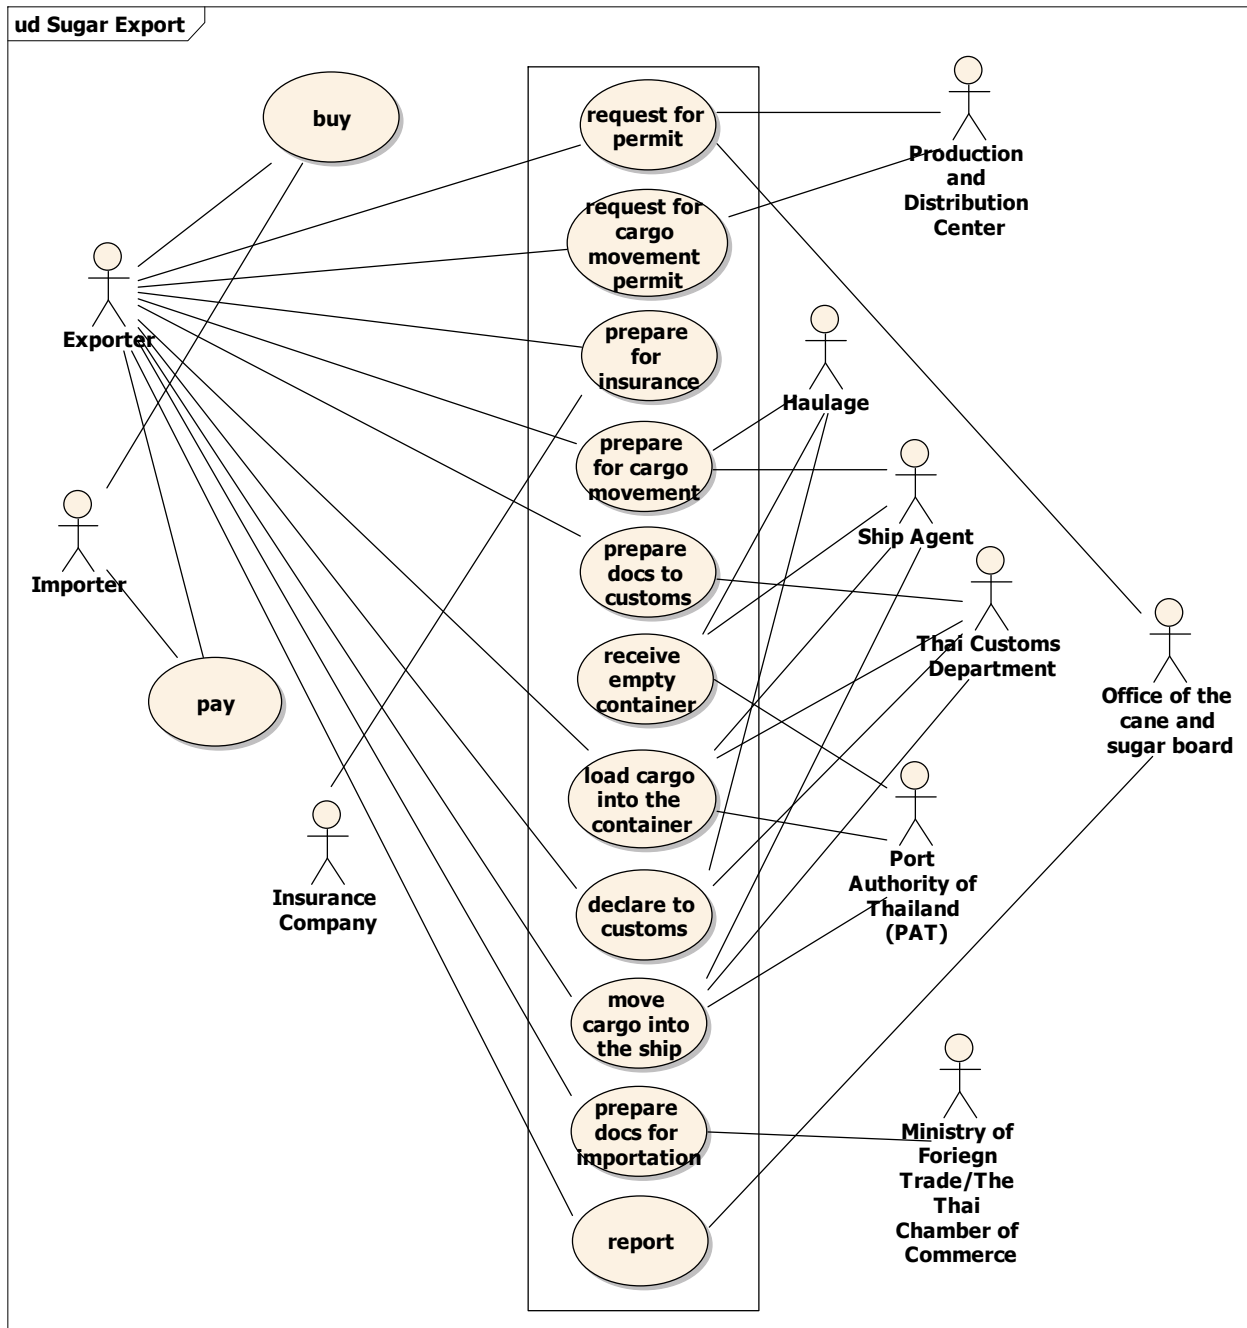 ud Sugar Export
buy
request for
permit
Production
and
Distribution
Center
request for
cargo
movement
permit
Exporter
prepare
for
insurance
Haulage
prepare
for cargo
movement
Ship Agent
Importer
prepare
docs to
customs
Thai Customs
Department
receive
empty
container
Office of the
cane and
sugar board
pay
load cargo
into the
container
Port
Authority of
Thailand
(PAT)
Insurance
Company
declare to
customs
move
cargo into
the ship
prepare
docs for
importation
Ministry of
Foriegn
Trade/The
Thai
Chamber of
Commerce
report